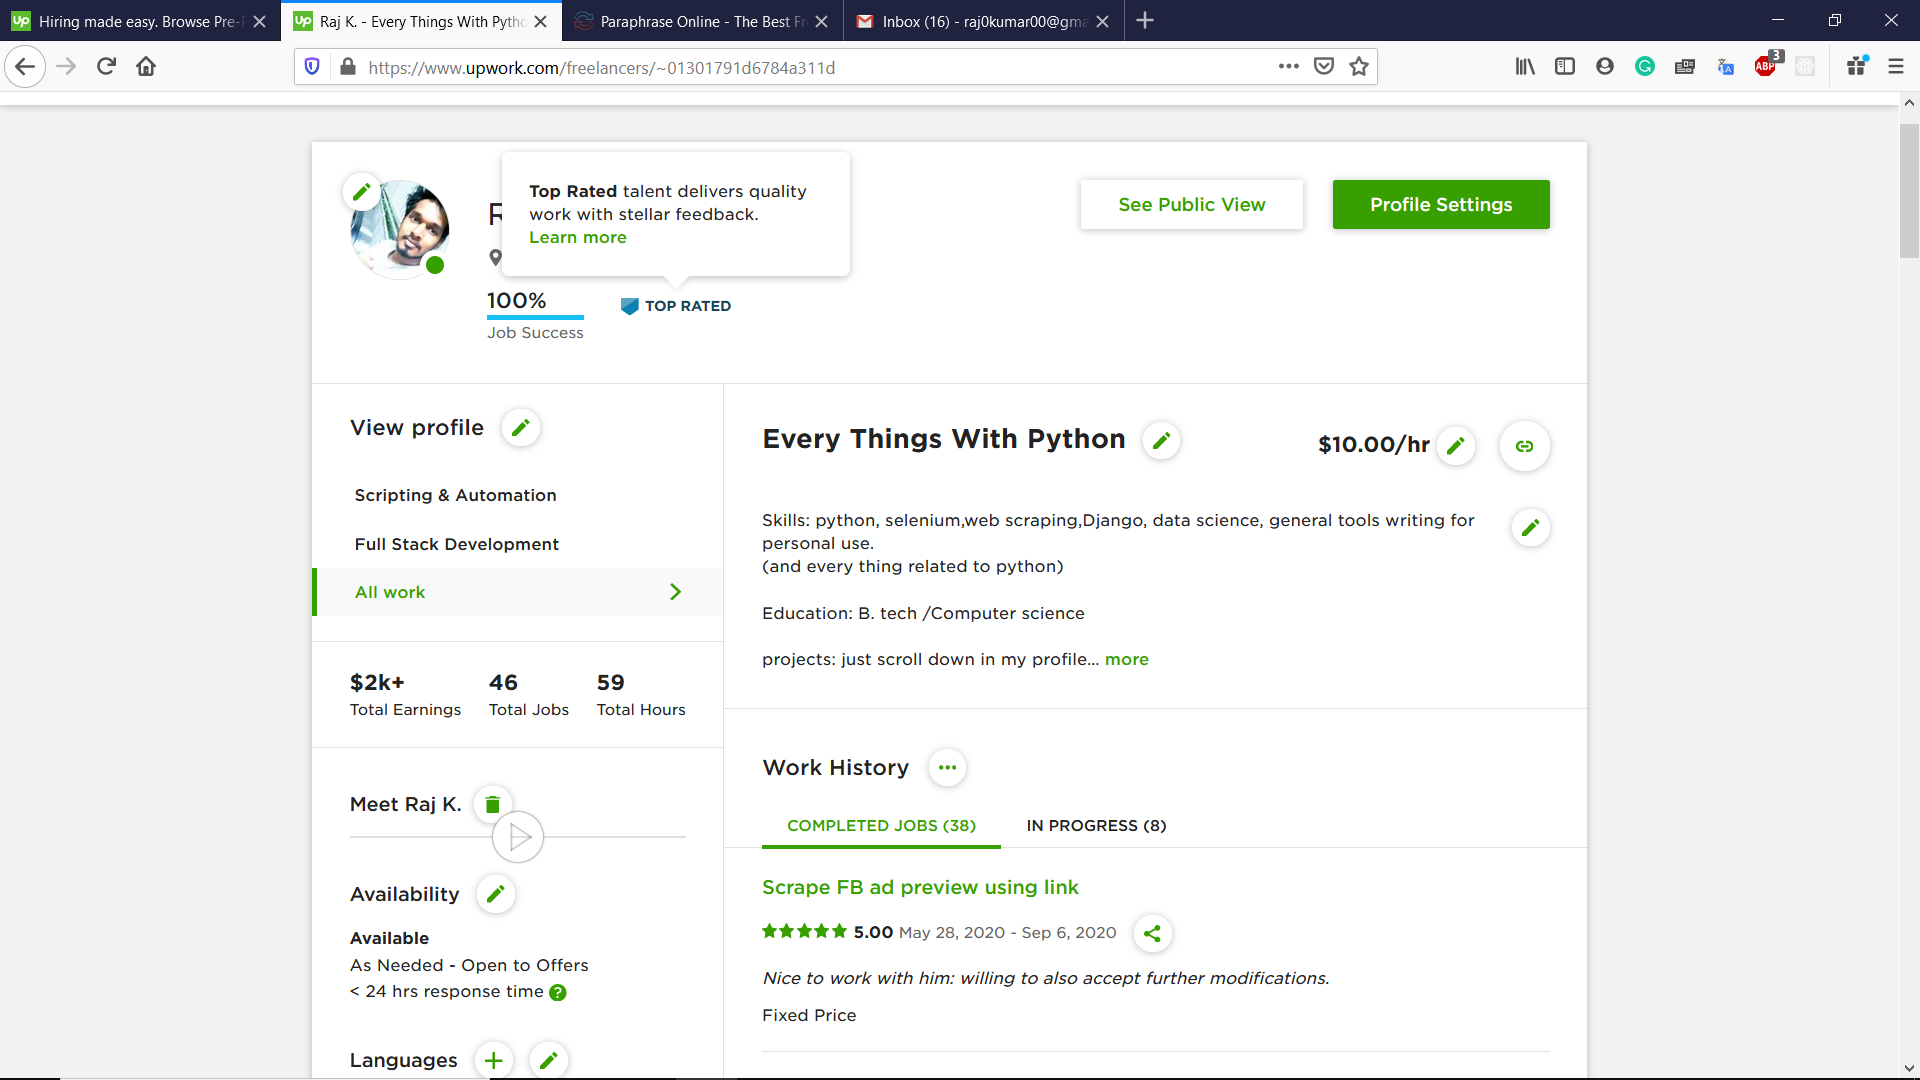 Hiring made easy. Browse Pre-
Raj K. - Every Things With Pytho
Paraphrase Online - The Best Fr
Inbox (16) - raj0kumar00@gma
https://www.upwork.com/freelancers/~01301791d6784a311d
ABP
3
Top Rated talent delivers quality
work with stellar feedback.
Learn more
See Public View
Profile Settings
100%
Job Success
TOP RATED
View profile
Scripting & Automation
Full Stack Development
All work
$2k+ 46 59
Total Earnings Total Jobs Total Hours
Meet Raj K.
Availability
Available
As Needed - Open to Offers
< 24 hrs response time ?
Languages
Every Things With Python
$10.00/hr
Skills: python, selenium,web scraping,Django, data science, general tools writing for
personal use.
(and every thing related to python)
Education: B. tech /Computer science
projects: just scroll down in my profile... more
Work History
COMPLETED JOBS (38) IN PROGRESS (8)
Scrape FB ad preview using link
5.00 May 28, 2020 - Sep 6, 2020
Nice to work with him: willing to also accept further modifications.
Fixed Price